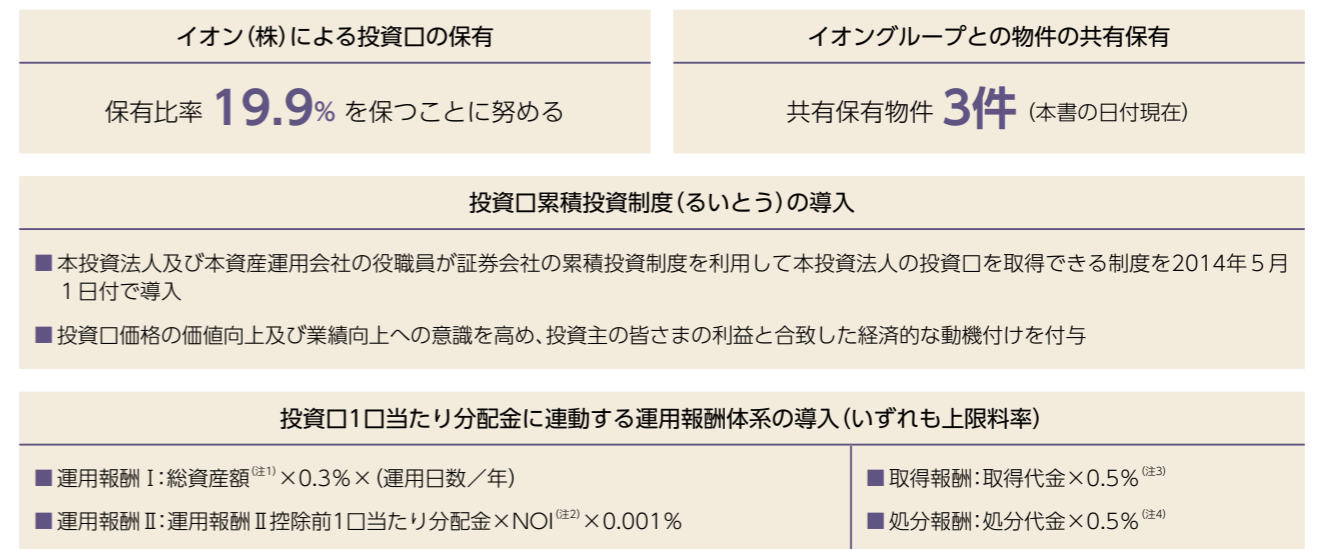 イオン(株)による投資口の保有
保有比率 19.9% を保つことに努める
イオングループとの物件の共有保有
共有保有物件 3件 (本書の日付現在)
投資口累積投資制度(るいとう)の導入
■本投資法人及び本資産運用会社の役職員が証券会社の累積投資制度を利用して本投資法人の投資口を取得できる制度を2014年5月
1日付で導入
■投資口価格の価値向上及び業績向上への意識を高め、投資主の皆さまの利益と合致した経済的な動機付けを付与
投資口1口当たり分配金に連動する運用報酬体系の導入(いずれも上限料率)
■運用報酬Ⅰ:総資産額(注1)×0.3%×(運用日数/年)
■運用報酬Ⅱ:運用報酬Ⅱ控除前1口当たり分配金×NOI(注2)×0.001%
■取得報酬:取得代金×0.5%(注3)
■処分報酬:処分代金×0.5%(注4)